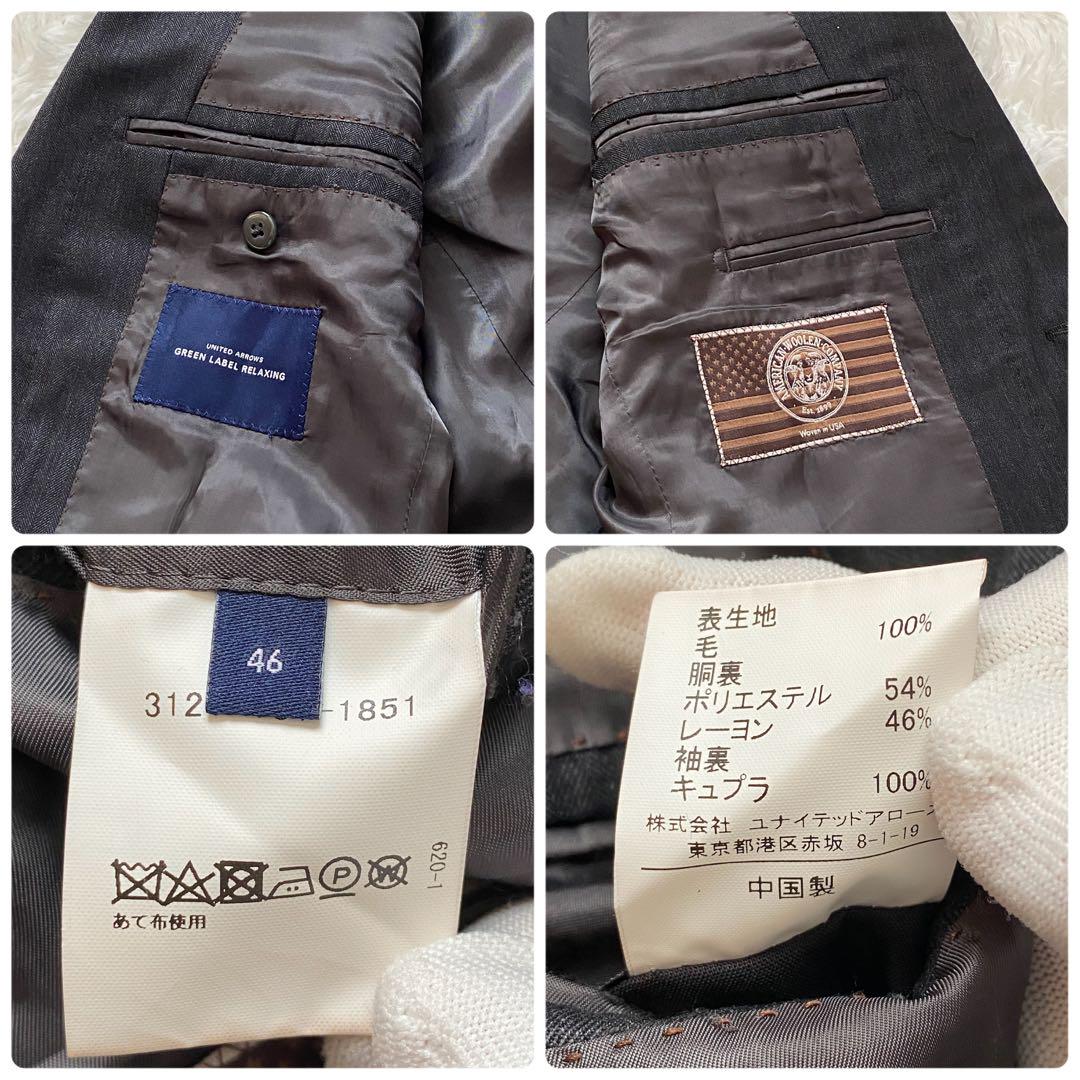 UNITED ARROWS
GREEN LABEL RELAXING
AMERICAN·WOOLEN·COMPANY
Est. 1899
Woven in USA
46
312 -1851
620-1
あて布使用
表生地
毛 100%
胴裏
ポリエステル 54%
レーヨン 46%
袖裏
キュプラ 100%
株式会社 ユナイテッドアロー
東京都港区赤坂 8-1-19
中国製